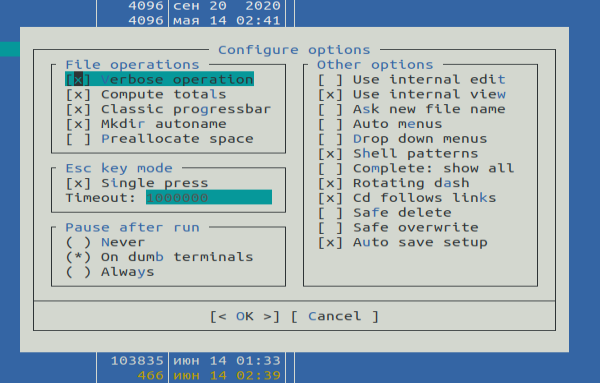 4096 сен 20 2020
4096 мая 14 02:41
Configure options
File operations
[x] Verbose operation
[x] Compute totals
[x] Classic progressbar
[x] Mkdir autoname
[ ] Preallocate space
Esc key mode
[x] Single press
Timeout: 1000000
Pause after run
( ) Never
(*) On dumb terminals
( ) Always
Other options
[ ] Use internal edit
[x] Use internal view
[ ] Ask new file name
[ ] Auto menus
[ ] Drop down menus
[x] Shell patterns
[ ] Complete: show all
[x] Rotating dash
[x] Cd follows links
[ ] Safe delete
[ ] Safe overwrite
[x] Auto save setup
[< OK >] [ Cancel ]
103835 июн 14 01:33
466 июн 14 02:39